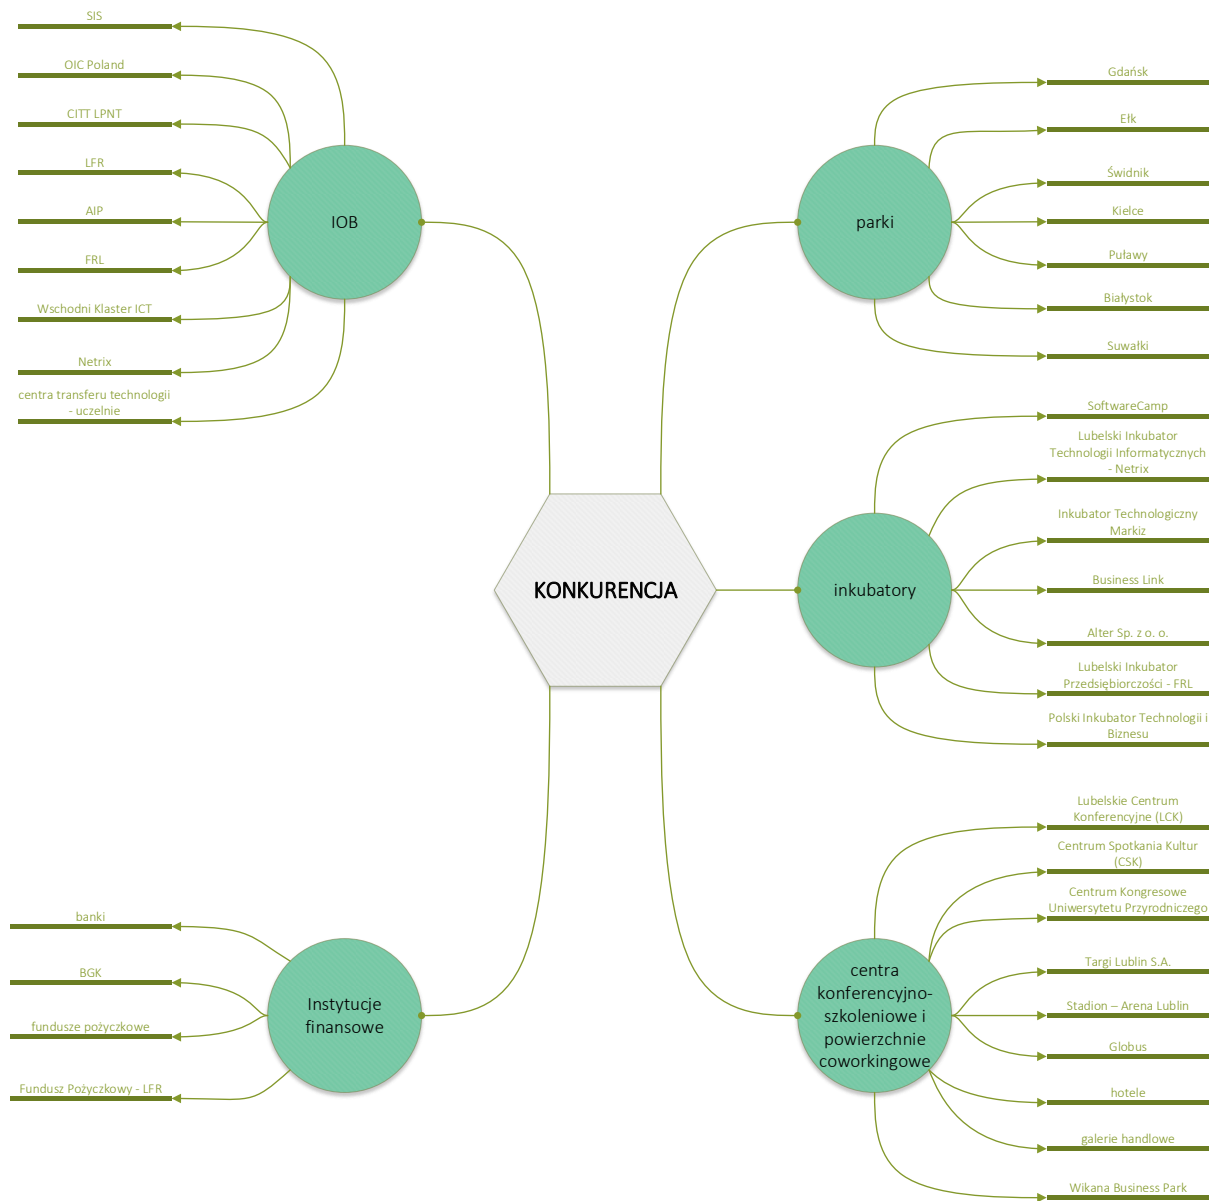 SIS
OIC Poland
CITT LPNT
LFR
AIP
FRL
Wschodni Klaster ICT
Netrix
centra transferu technologii
- uczelnie
IOB
parki
Gdańsk
Ełk
Świdnik
Kielce
Puławy
Białystok
Suwałki
KONKURENCJA
inkubatory
SoftwareCamp
Lubelski Inkubator
Technologii Informatycznych
- Netrix
Inkubator Technologiczny
Markiz
Business Link
Alter Sp. z o. o.
Lubelski Inkubator
Przedsiębiorczości - FRL
Polski Inkubator Technologii i
Biznesu
banki
BGK
fundusze pożyczkowe
Fundusz Pożyczkowy - LFR
Instytucje
finansowe
centra
konferencyjno-
szkoleniowe i
powierzchnie
coworkingowe
Lubelskie Centrum
Konferencyjne (LCK)
Centrum Spotkania Kultur
(CSK)
Centrum Kongresowe
Uniwersytetu Przyrodniczego
Targi Lublin S.A.
Stadion – Arena Lublin
Globus
hotele
galerie handlowe
Wikana Business Park